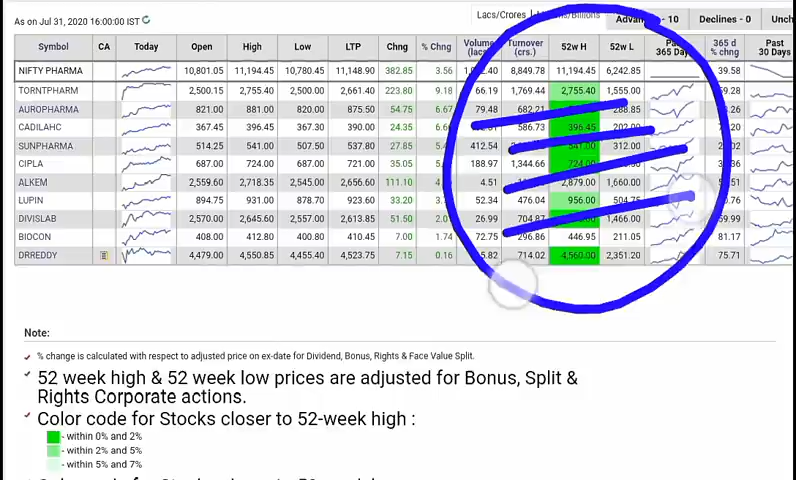 Lacs/Crores
As on Jul 31, 2020 16:00:00 IST
- 10 Declines - 0 Unch
Symbol CA Today Open High Low LTP Chng % Chng Volume (lacs) Turnover (crs.) 52w H 52w L 365 Days 365 d % chng Past 30 Days
NIFTY PHARMA 10,801.05 11,194.45 10,780.45 11,148.90 382.85 3.56 8,849.78 11,194.45 6,242.85 39.58
TORNTPHARM 2,500.15 2,755.40 2,500.00 2,661.40 223.80 9.18 66.19 1,769.44 2,755.40 1,555.00
AUROPHARMA 821.00 881.00 820.00 875.50 54.75 6.67 79.48 682.21 288.85
CADILAHC 367.45 396.45 367.30 390.00 24.35 586.73 396.45
SUNPHARMA 514.25 541.00 507.50 537.80 27.85 412.54 312.00
CIPLA 687.00 724.00 687.00 721.00 35.05 188.97 1,344.66
ALKEM 2,559.60 2,718.35 2,545.00 2,656.60 111.10 4.51 2,879.00 1,660.00
LUPIN 894.75 931.00 878.70 923.60 33.20 52.34 476.04 956.00
DIVISLAB 2,570.00 2,645.60 2,557.00 2,613.85 51.50 26.99 704.87
BIOCON 408.00 412.80 400.80 410.45 7.00 1.74 72.75 296.86 446.95 211.05 81.17
DRREDDY 4,479.00 4,550.85 4,455.40 4,523.75 7.15 0.16 714.02 4,560.00 2,351.20 75.71
Note:
% change is calculated with respect to adjusted price on ex-date for Dividend, Bonus, Rights & Face Value Split.
52 week high & 52 week low prices are adjusted for Bonus, Split &
Rights Corporate actions.
Color code for Stocks closer to 52-week high :
- within 0% and 2%
- within 2% and 5%
- within 5% and 7%